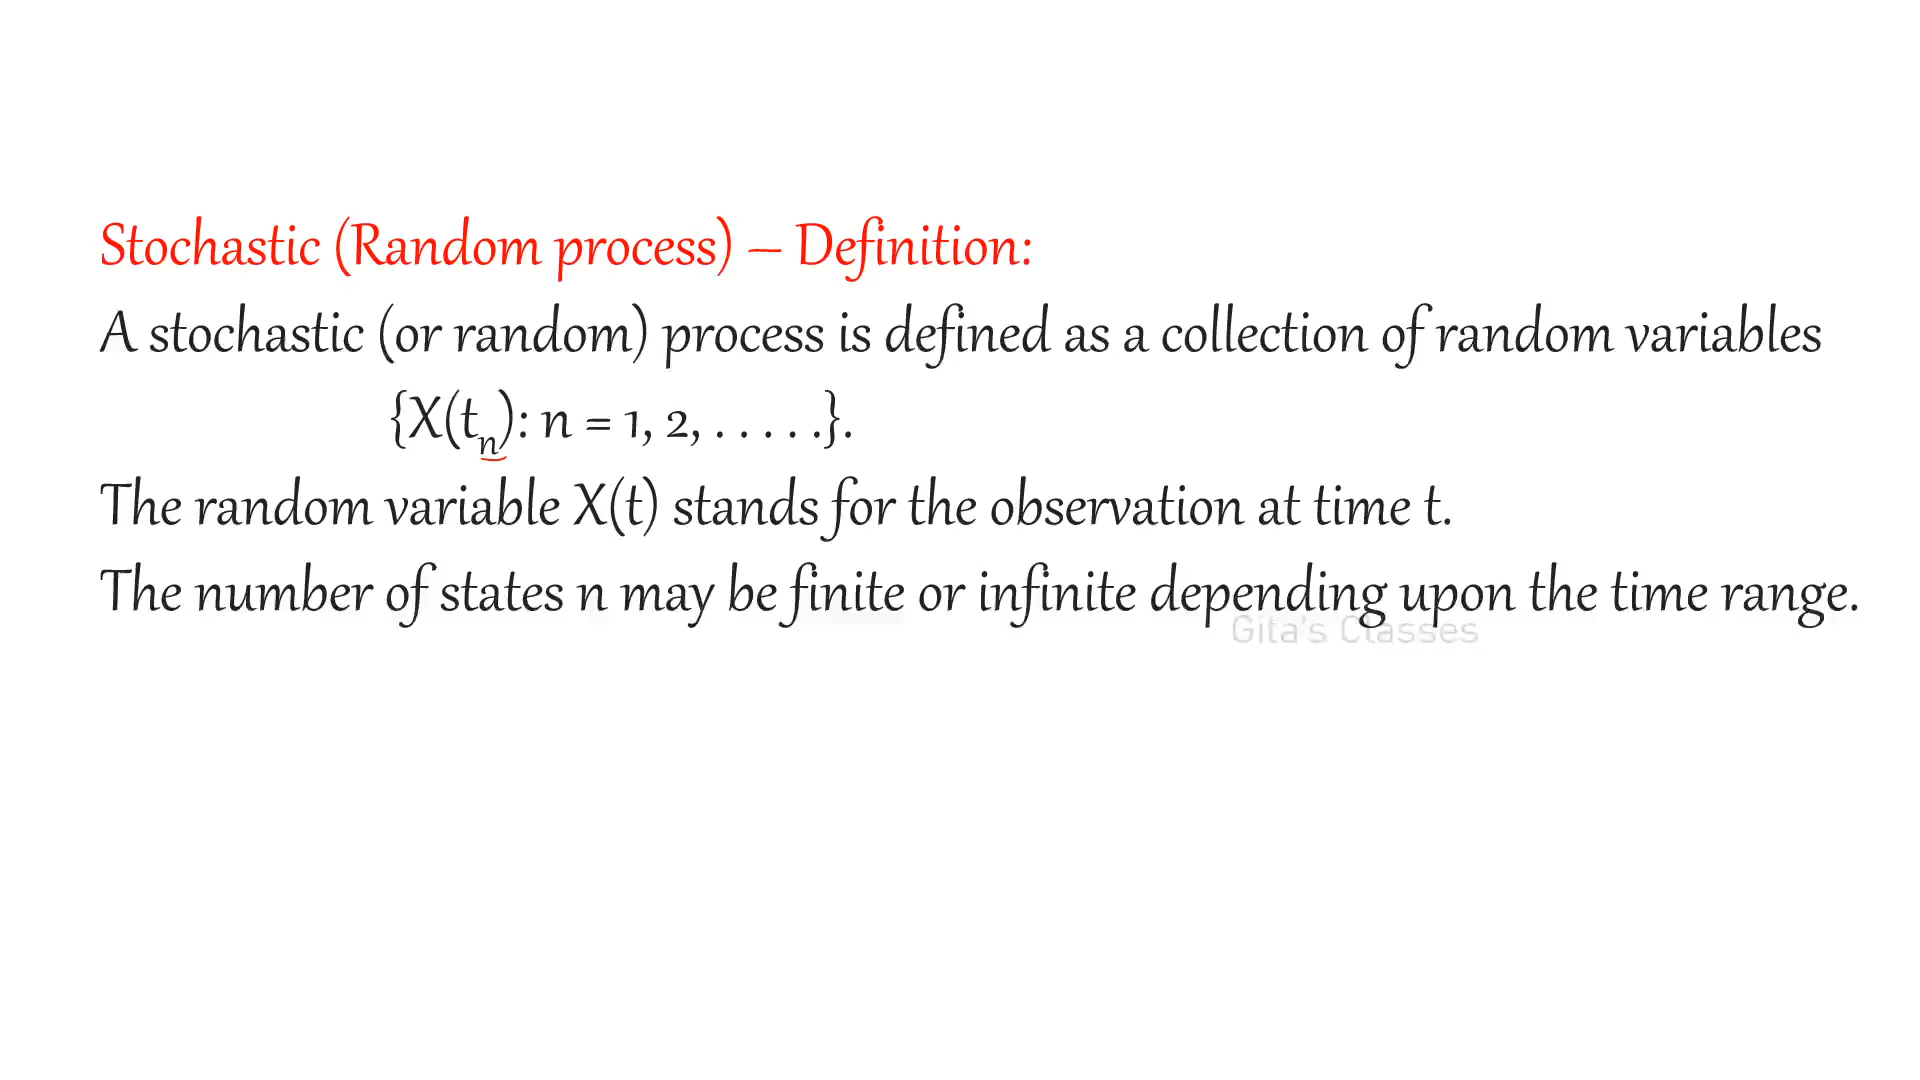 Stochastic (Random process) – Definition:
A stochastic (or random) process is defined as a collection of random variables
{X(tₙ): n = 1, 2, . . . . .}.
The random variable X(t) stands for the observation at time t.
The number of states n may be finite or infinite depending upon the time range.
Gita's Classes